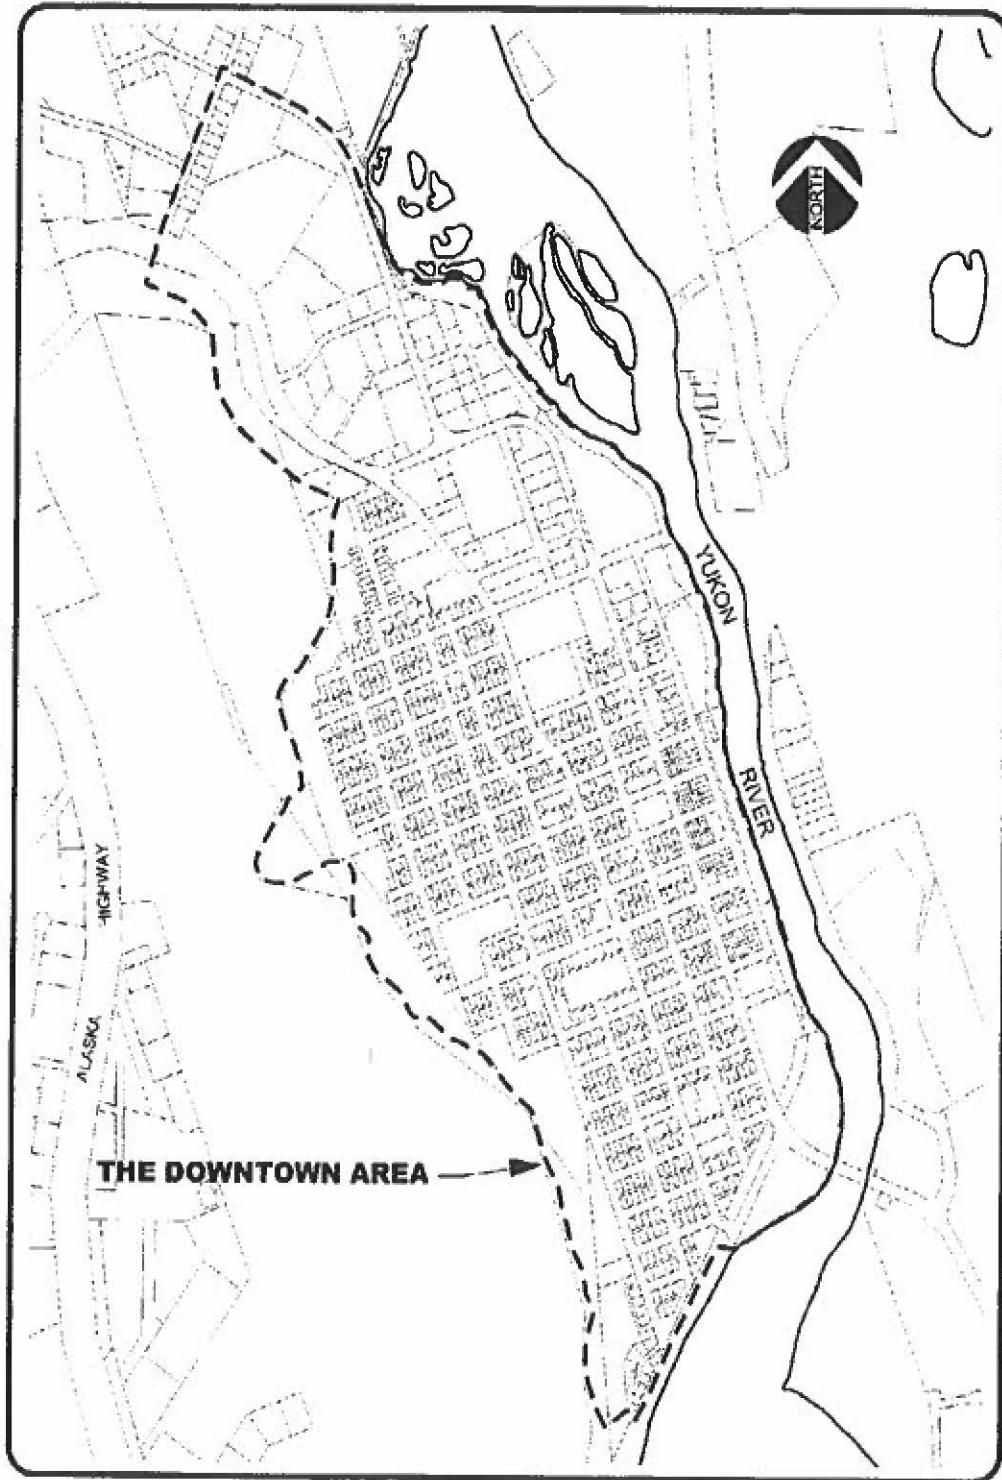 NORTH
YUKON
RIVER
ALASKA
HIGHWAY
THE DOWNTOWN AREA